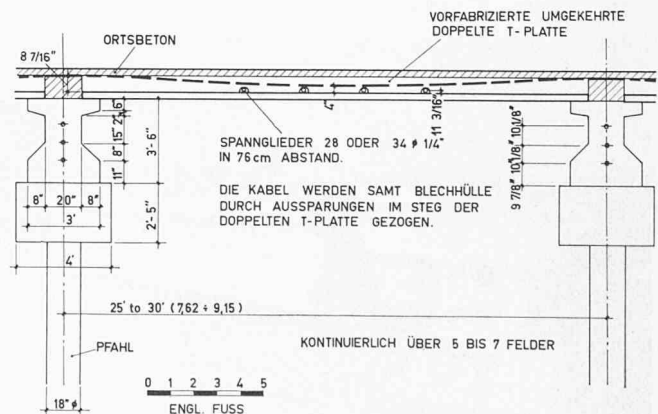 VORFABRIZIERTE UMGEKEHRTE
DOPPELTE T-PLATTE
ORTSBETON
8 7/16"
4"
11 3/16"
6"
2"
15"
8"
11"
3'-6"
2'-5"
SPANNGLIEDER 28 ODER 34 ø 1/4"
IN 76cm ABSTAND.
DIE KABEL WERDEN SAMT BLECHHÜLLE
DURCH AUSSPARUNGEN IM STEG DER
DOPPELTEN T-PLATTE GEZOGEN.
10 1/8"
10 1/8"
9 7/8"
8" 20" 8"
3'
4'
25' to 30' (7,62 ÷ 9,15)
KONTINUIERLICH ÜBER 5 BIS 7 FELDER
PFAHL
18" ø
0 1 2 3 4 5
ENGL. FUSS